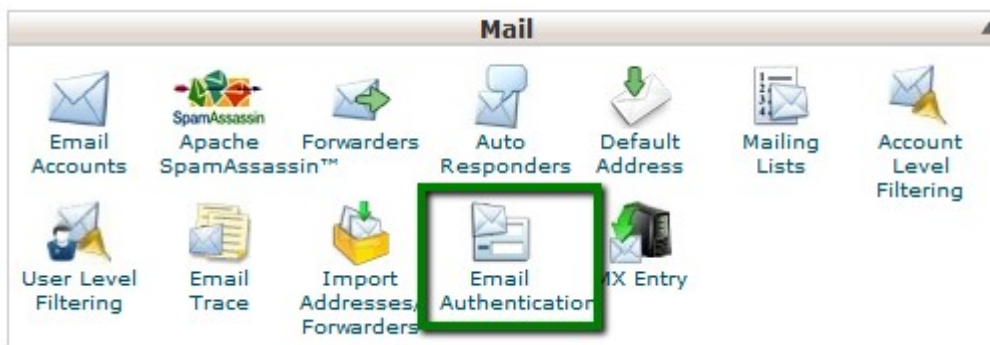 Mail
SpamAssassin
Email
Accounts
Apache
SpamAssassin™
Forwarders
Auto
Responders
Default
Address
Mailing
Lists
Account
Level
Filtering
User Level
Filtering
Email
Trace
Import
Addresses/
Forwarders
Email
Authentication
MX Entry